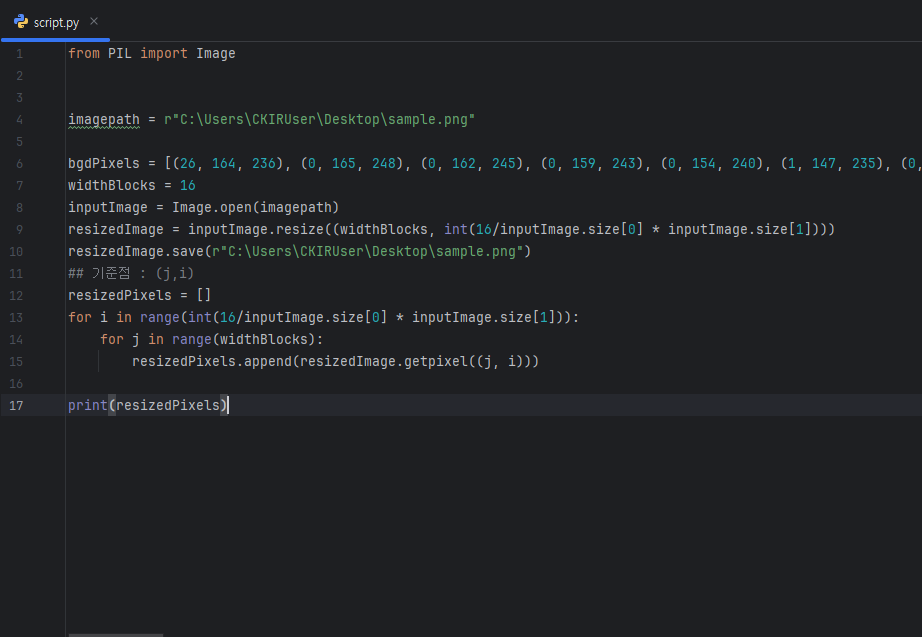 script.py
1 from PIL import Image
2
3
4 imagepath = r"C:\Users\CKIRUser\Desktop\sample.png"
5
6 bgdPixels = [(26, 164, 236), (0, 165, 248), (0, 162, 245), (0, 159, 243), (0, 154, 240), (1, 147, 235), (0,
7 widthBlocks = 16
8 inputImage = Image.open(imagepath)
9 resizedImage = inputImage.resize((widthBlocks, int(16/inputImage.size[0] * inputImage.size[1])))
10 resizedImage.save(r"C:\Users\CKIRUser\Desktop\sample.png")
11 ## 기준점 : (j,i)
12 resizedPixels = []
13 for i in range(int(16/inputImage.size[0] * inputImage.size[1])):
14     for j in range(widthBlocks):
15         resizedPixels.append(resizedImage.getpixel((j, i)))
16
17 print(resizedPixels)